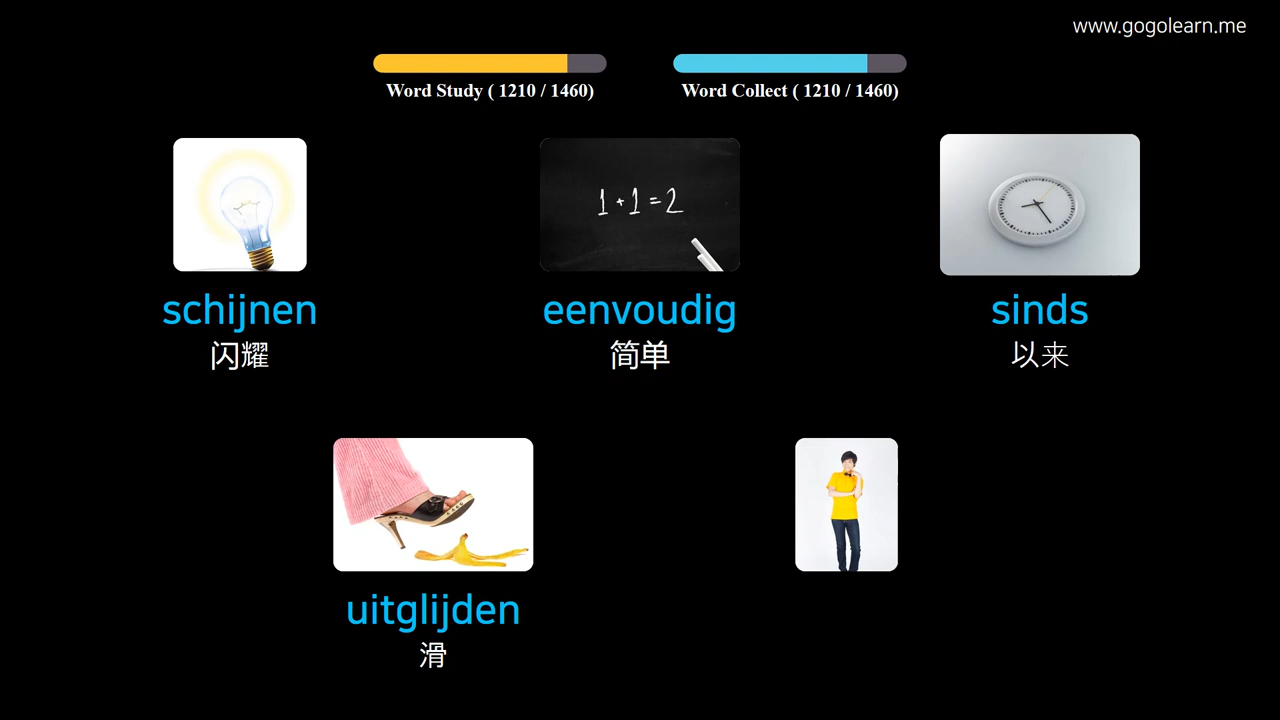 www.gogolearn.me
Word Study ( 1210 / 1460)
Word Collect ( 1210 / 1460)
1 + 1 = 2
schijnen
闪耀
eenvoudig
简单
sinds
以来
uitglijden
滑